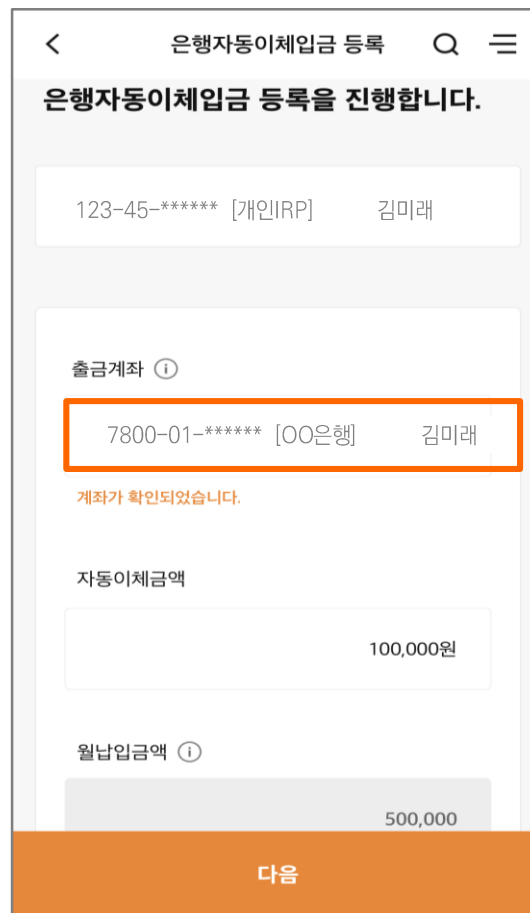 은행자동이체입금 등록
은행자동이체입금 등록을 진행합니다.
123-45-****** [개인IRP] 김미래
출금계좌 i
7800-01-****** [OO은행] 김미래
계좌가 확인되었습니다.
자동이체금액
100,000원
월납입금액 i
500,000
다음